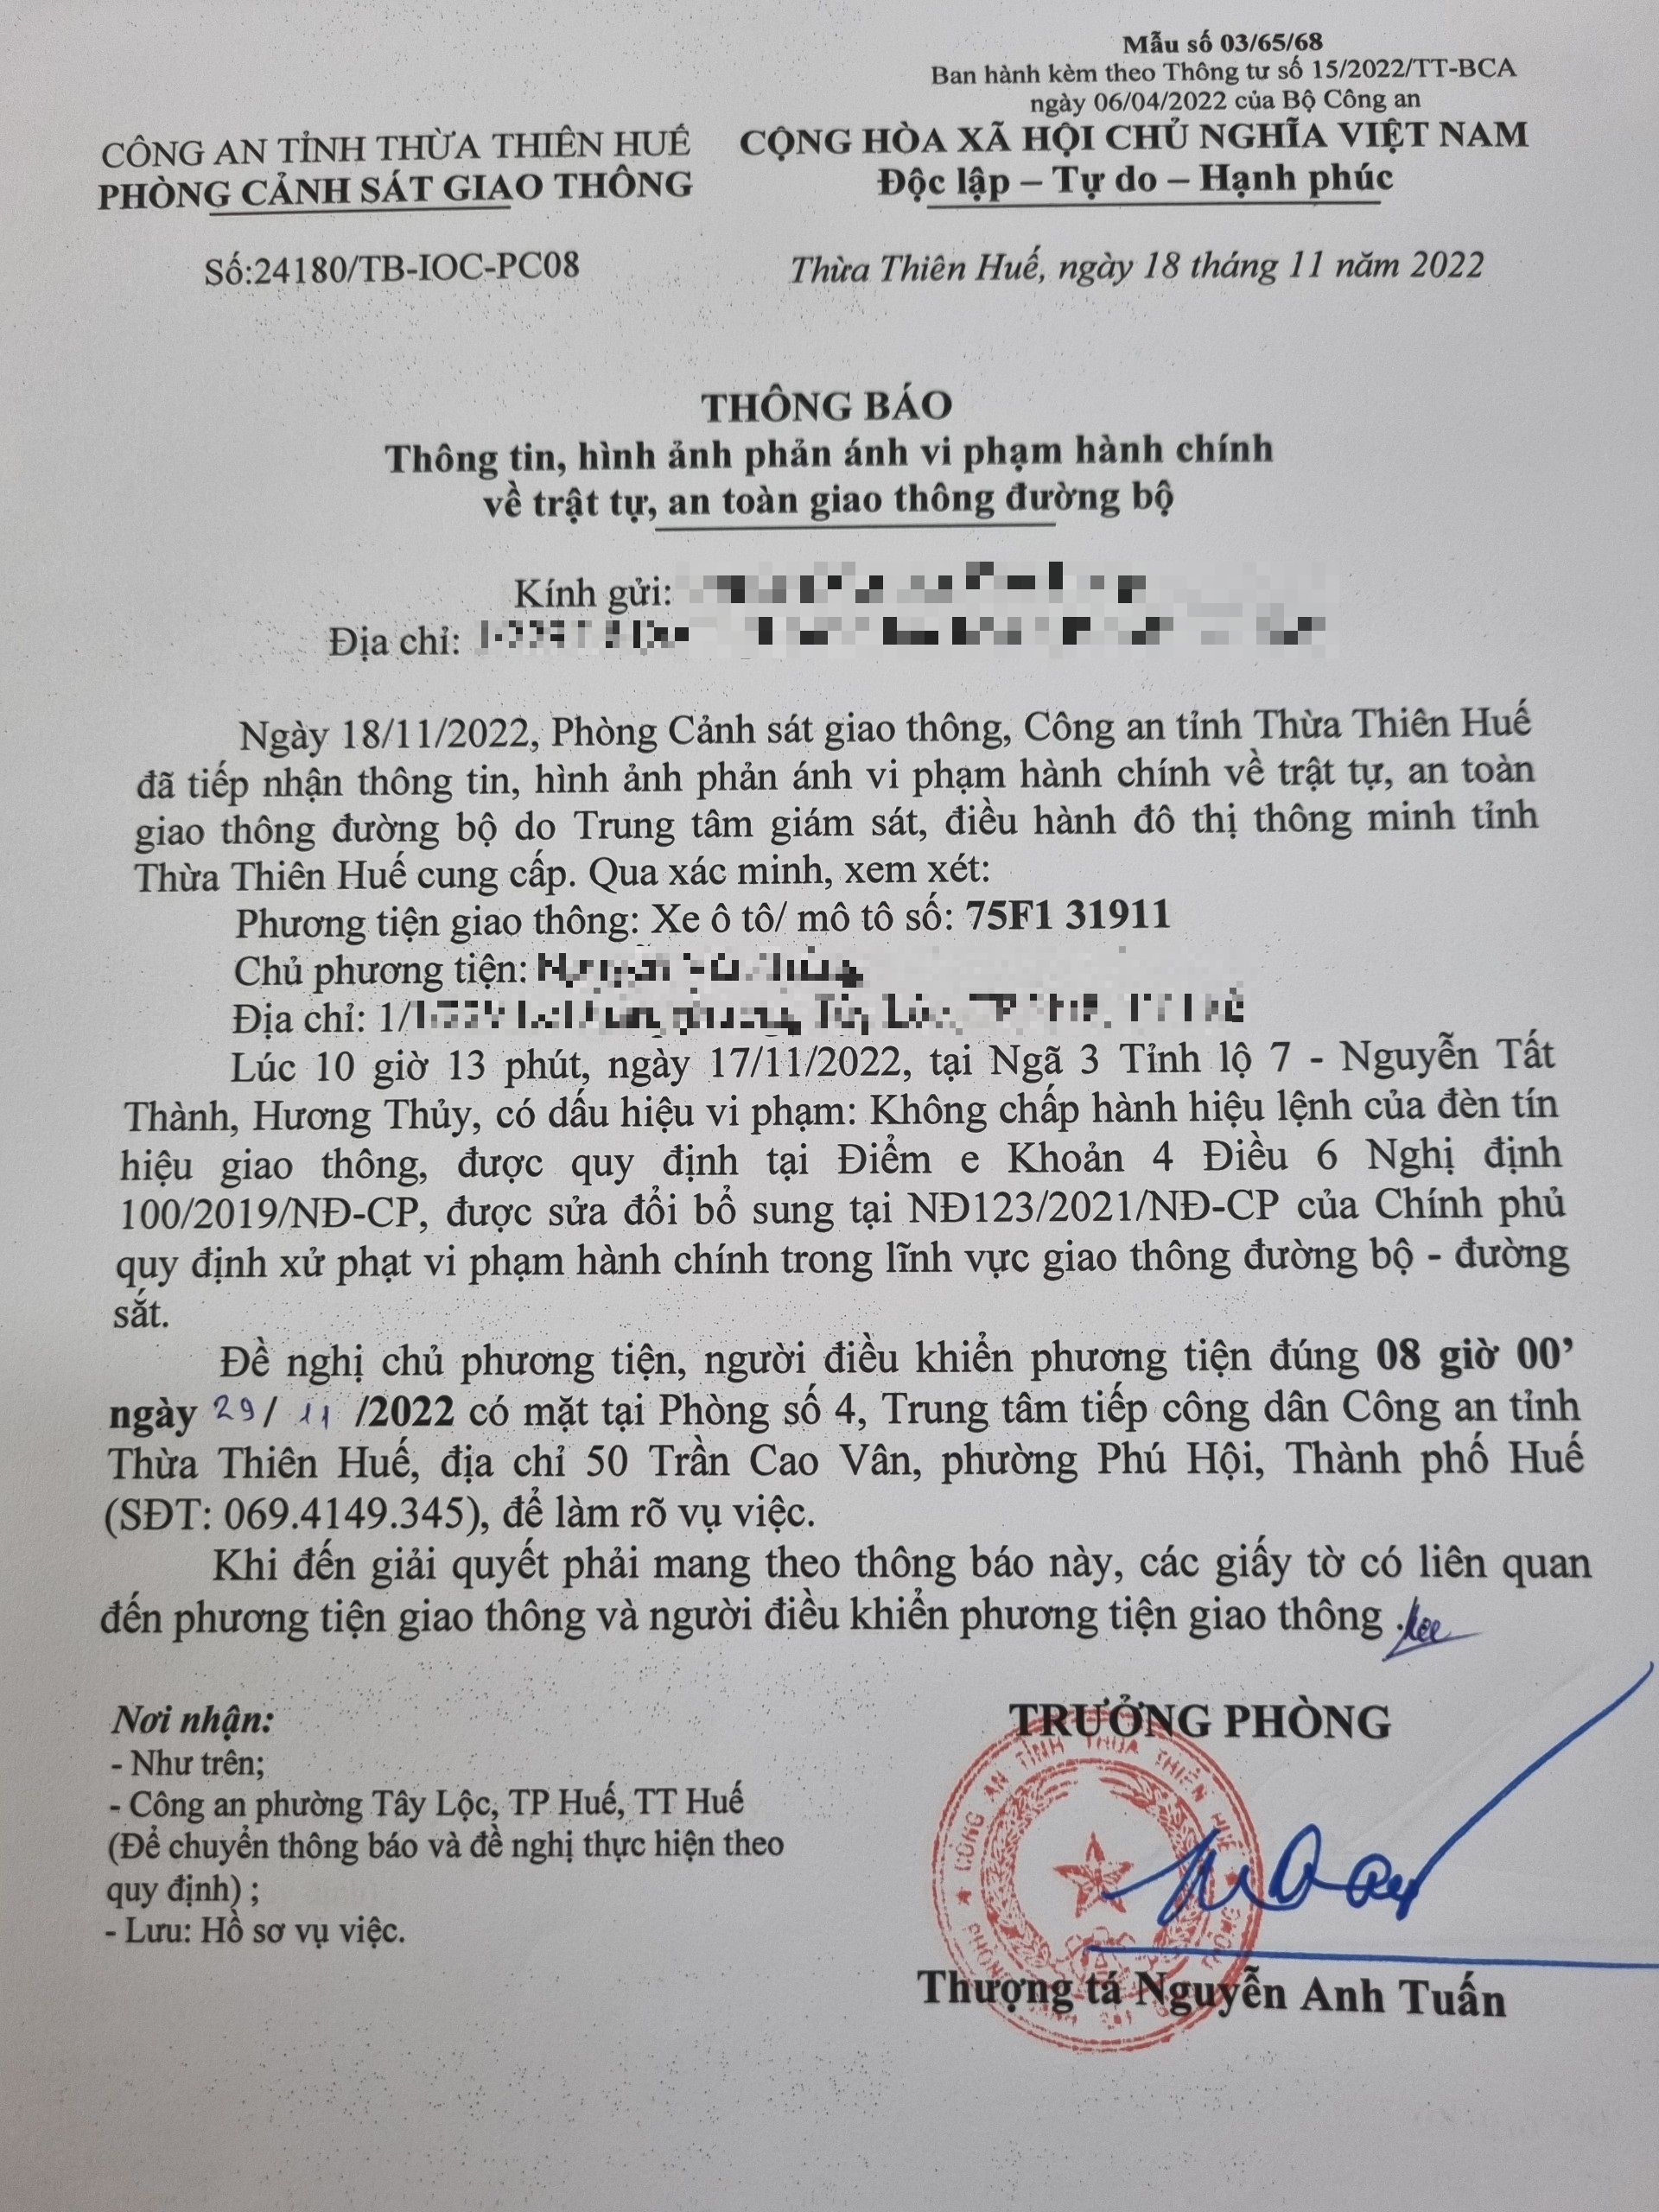 Mẫu số 03/65/68
Ban hành kèm theo Thông tư số 15/2022/TT-BCA
ngày 06/04/2022 của Bộ Công an
CÔNG AN TỈNH THỪA THIÊN HUẾ
PHÒNG CẢNH SÁT GIAO THÔNG
CỘNG HÒA XÃ HỘI CHỦ NGHĨA VIỆT NAM
Độc lập – Tự do – Hạnh phúc
Số:24180/TB-IOC-PC08
Thừa Thiên Huế, ngày 18 tháng 11 năm 2022
THÔNG BÁO
Thông tin, hình ảnh phản ánh vi phạm hành chính
về trật tự, an toàn giao thông đường bộ
Kính gửi:
Địa chỉ:
Ngày 18/11/2022, Phòng Cảnh sát giao thông, Công an tỉnh Thừa Thiên Huế
đã tiếp nhận thông tin, hình ảnh phản ánh vi phạm hành chính về trật tự, an toàn
giao thông đường bộ do Trung tâm giám sát, điều hành đô thị thông minh tỉnh
Thừa Thiên Huế cung cấp. Qua xác minh, xem xét:
Phương tiện giao thông: Xe ô tô/ mô tô số: 75F1 31911
Chủ phương tiện:
Địa chỉ: 1/
Lúc 10 giờ 13 phút, ngày 17/11/2022, tại Ngã 3 Tỉnh lộ 7 - Nguyễn Tất
Thành, Hương Thủy, có dấu hiệu vi phạm: Không chấp hành hiệu lệnh của đèn tín
hiệu giao thông, được quy định tại Điểm e Khoản 4 Điều 6 Nghị định
100/2019/NĐ-CP, được sửa đổi bổ sung tại NĐ123/2021/NĐ-CP của Chính phủ
quy định xử phạt vi phạm hành chính trong lĩnh vực giao thông đường bộ - đường
sắt.
Đề nghị chủ phương tiện, người điều khiển phương tiện đúng 08 giờ 00’
ngày 29/ 11 /2022 có mặt tại Phòng số 4, Trung tâm tiếp công dân Công an tỉnh
Thừa Thiên Huế, địa chỉ 50 Trần Cao Vân, phường Phú Hội, Thành phố Huế
(SĐT: 069.4149.345), để làm rõ vụ việc.
Khi đến giải quyết phải mang theo thông báo này, các giấy tờ có liên quan
đến phương tiện giao thông và người điều khiển phương tiện giao thông .
Nơi nhận:
- Như trên;
- Công an phường Tây Lộc, TP Huế, TT Huế
(Để chuyển thông báo và đề nghị thực hiện theo
quy định) ;
- Lưu: Hồ sơ vụ việc.
TRƯỞNG PHÒNG
CÔNG AN TỈNH THỪA THIÊN HUẾ
Thượng tá Nguyễn Anh Tuấn